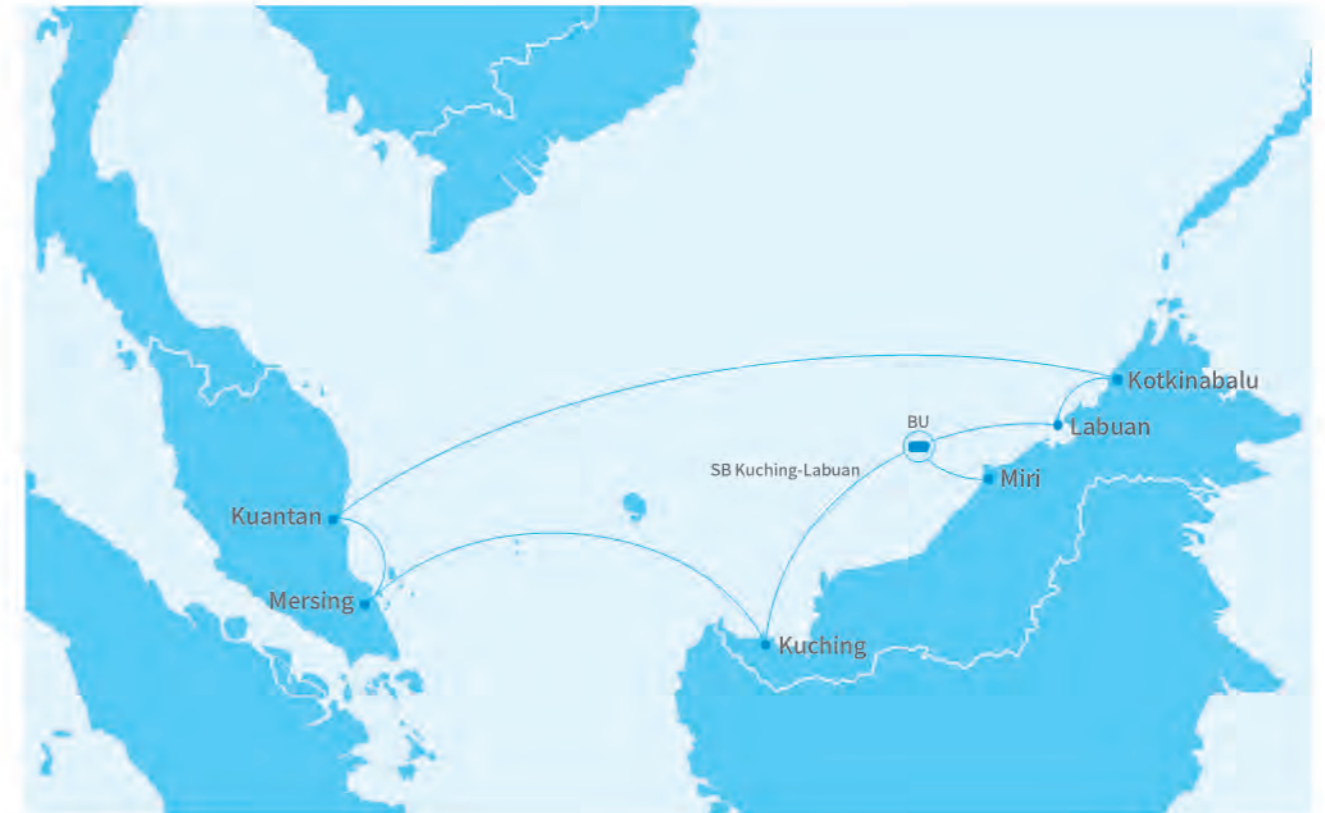 Kotkinabalu
BU
Labuan
SB Kuching-Labuan
Miri
Kuantan
Mersing
Kuching